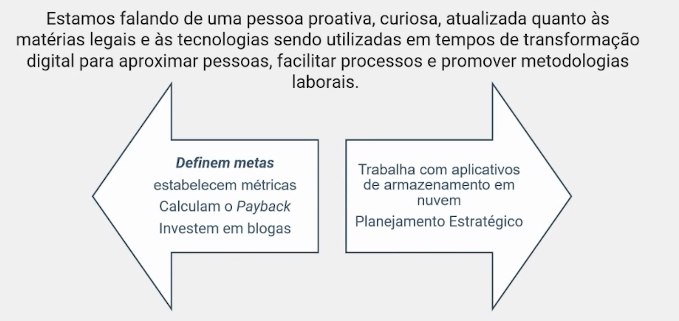 Estamos falando de uma pessoa proativa, curiosa, atualizada quanto às
matérias legais e às tecnologias sendo utilizadas em tempos de transformação
digital para aproximar pessoas, facilitar processos e promover metodologias
laborais.
Definem metas
estabelecem métricas
Calculam o Payback
Investem em blogas
Trabalha com aplicativos
de armazenamento em
nuvem
Planejamento Estratégico